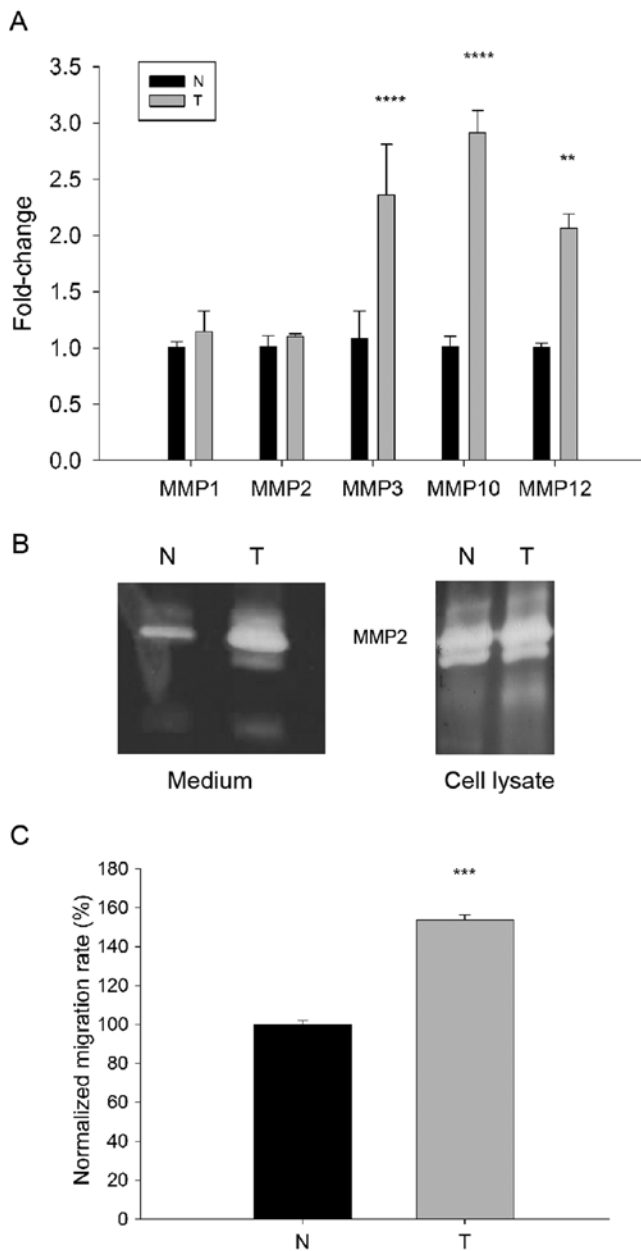 A
Fold-change
3.5
3.0
2.5
2.0
1.5
1.0
0.5
0.0
N
T
****
****
**
MMP1 MMP2 MMP3 MMP10 MMP12
B
N T N T
MMP2
Medium Cell lysate
C
Normalized migration rate (%)
180
160
140
120
100
80
60
40
20
0
***
N T